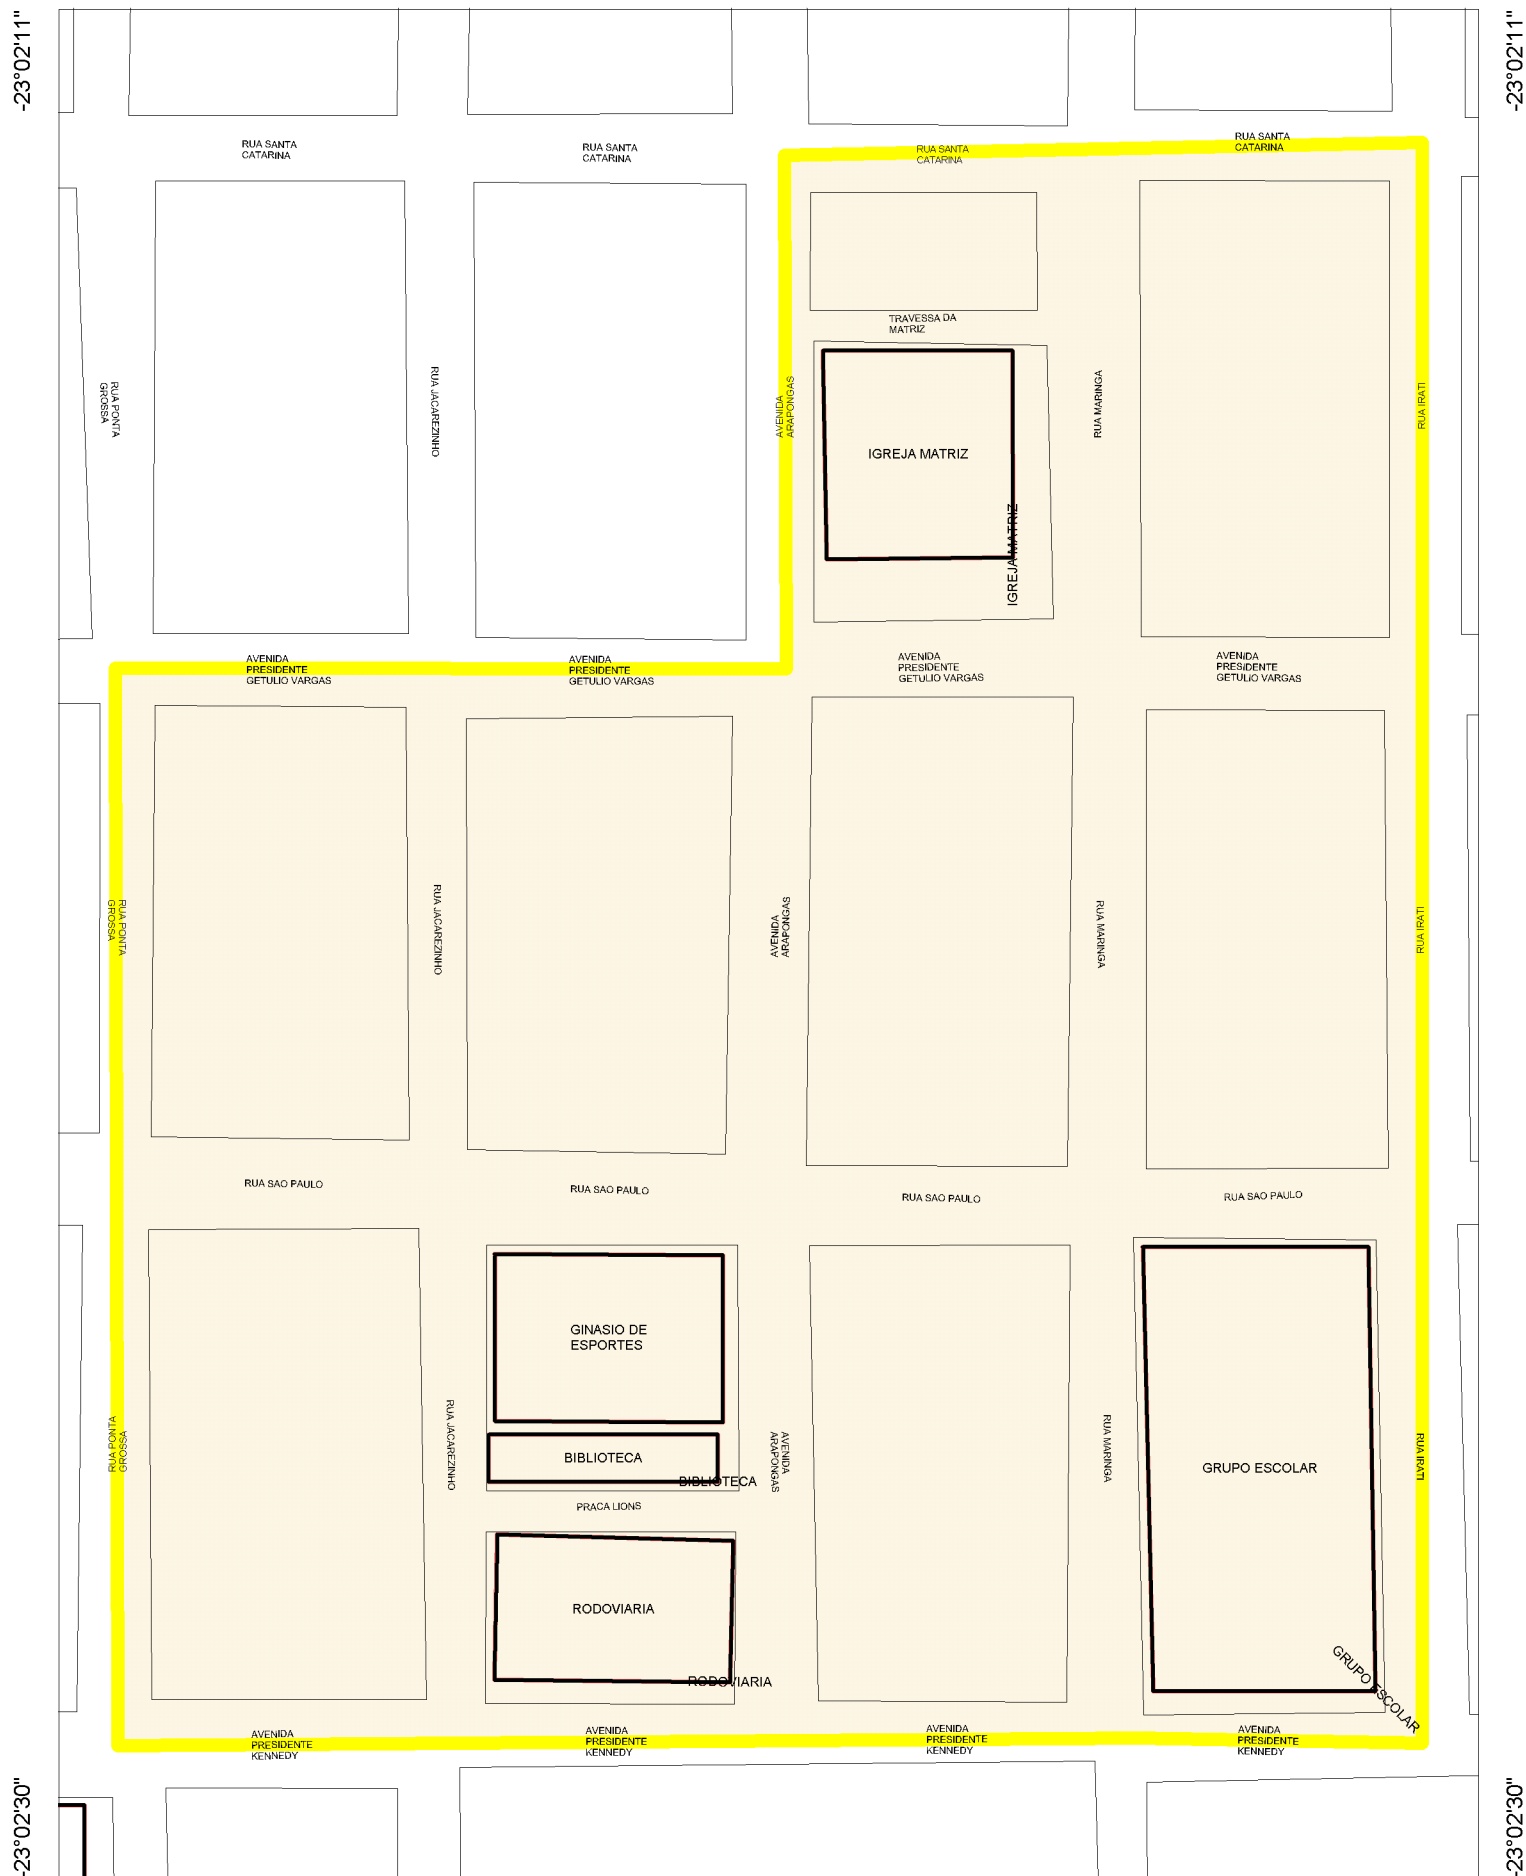 -23°02'11"
-23°02'11"
RUA SANTA
CATARINA
RUA SANTA
CATARINA
RUA SANTA
CATARINA
RUA SANTA
CATARINA
TRAVESSA DA
MATRIZ
RUA PONTA
GROSSA
RUA JACAREZINHO
AVENIDA
ARAPONGAS
IGREJA MATRIZ
IGREJA MATRIZ
RUA MARINGA
RUA IRATI
AVENIDA
PRESIDENTE
GETULIO VARGAS
AVENIDA
PRESIDENTE
GETULIO VARGAS
AVENIDA
PRESIDENTE
GETULIO VARGAS
AVENIDA
PRESIDENTE
GETULIO VARGAS
RUA PONTA
GROSSA
RUA JACAREZINHO
AVENIDA
ARAPONGAS
RUA MARINGA
RUA IRATI
RUA SAO PAULO
RUA SAO PAULO
RUA SAO PAULO
RUA SAO PAULO
GINASIO DE
ESPORTES
RUA PONTA
GROSSA
RUA JACAREZINHO
BIBLIOTECA
BIBLIOTECA
AVENIDA
ARAPONGAS
RUA MARINGA
GRUPO ESCOLAR
RUA IRATI
PRACA LIONS
RODOVIARIA
RODOVIARIA
GRUPO ESCOLAR
AVENIDA
PRESIDENTE
KENNEDY
AVENIDA
PRESIDENTE
KENNEDY
AVENIDA
PRESIDENTE
KENNEDY
AVENIDA
PRESIDENTE
KENNEDY
-23°02'30"
-23°02'30"